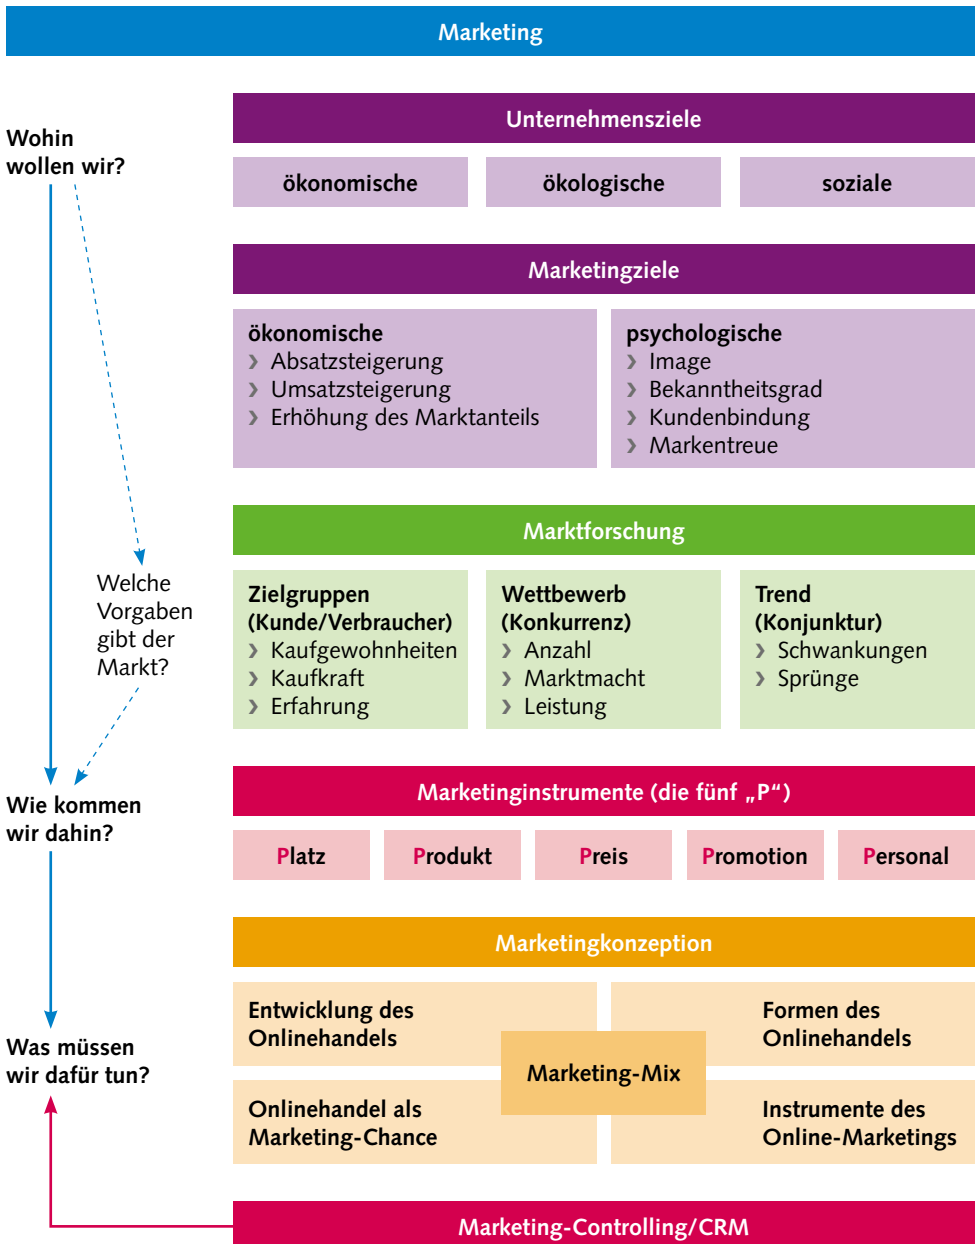 Marketing
Wohin
wollen wir?
Unternehmensziele
ökonomische
ökologische
soziale
Marketingziele
ökonomische
› Absatzsteigerung
› Umsatzsteigerung
› Erhöhung des Marktanteils
psychologische
› Image
› Bekanntheitsgrad
› Kundenbindung
› Markentreue
Welche
Vorgaben
gibt der
Markt?
Marktforschung
Zielgruppen
(Kunde/Verbraucher)
› Kaufgewohnheiten
› Kaufkraft
› Erfahrung
Wettbewerb
(Konkurrenz)
› Anzahl
› Marktmacht
› Leistung
Trend
(Konjunktur)
› Schwankungen
› Sprünge
Wie kommen
wir dahin?
Marketinginstrumente (die fünf „P“)
Platz
Produkt
Preis
Promotion
Personal
Was müssen
wir dafür tun?
Marketingkonzeption
Entwicklung des
Onlinehandels
Formen des
Onlinehandels
Marketing-Mix
Onlinehandel als
Marketing-Chance
Instrumente des
Online-Marketings
Marketing-Controlling/CRM